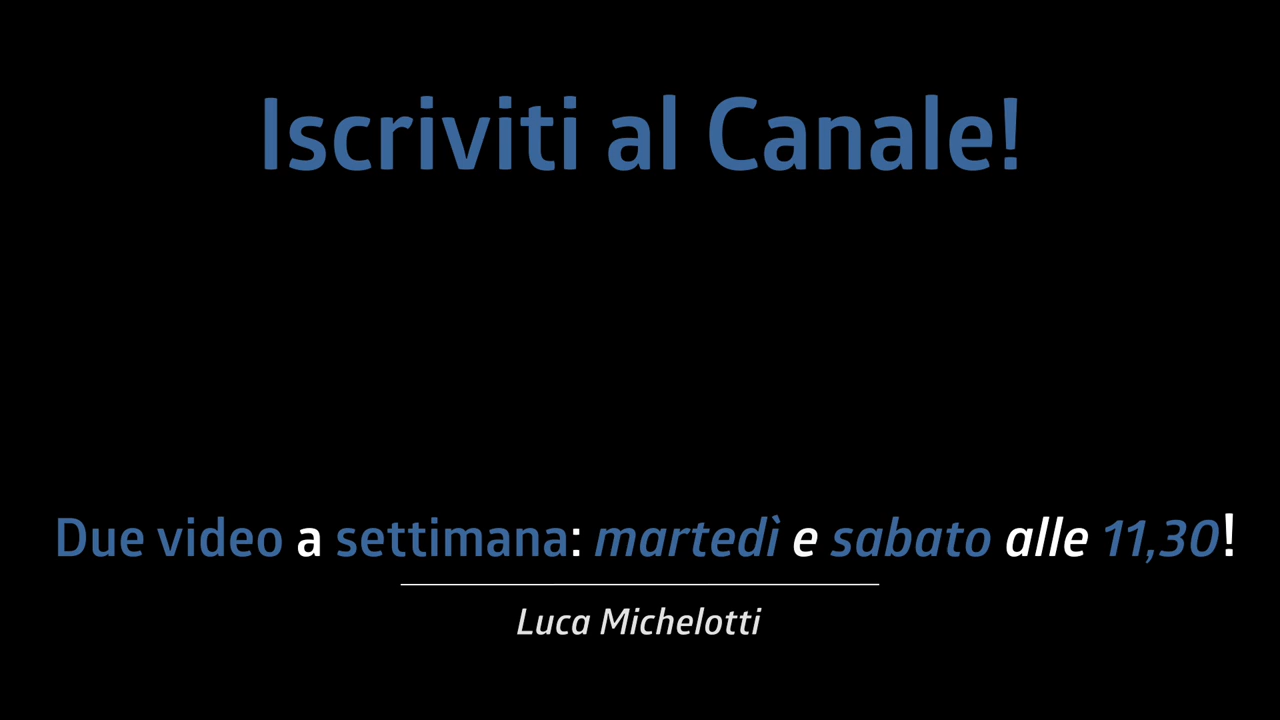 Iscriviti al Canale!
Due video a settimana: martedì e sabato alle 11,30!
Luca Michelotti